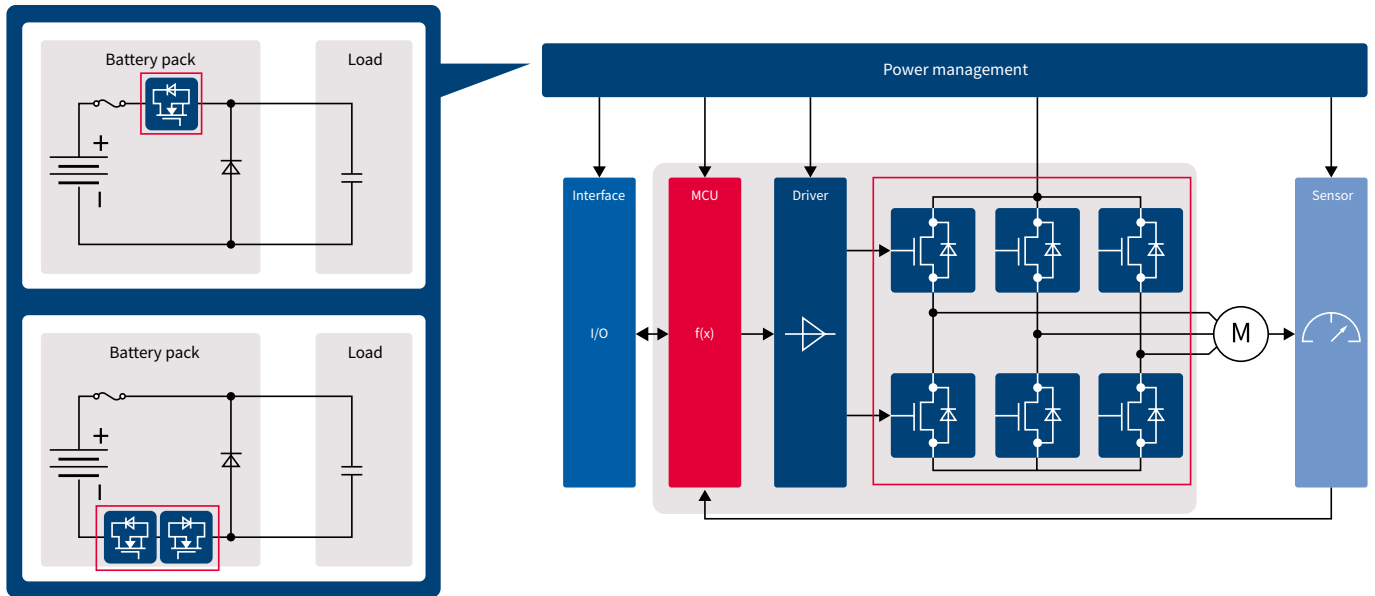 Battery pack
Load
+
Battery pack
Load
+
Power management
Interface
MCU
Driver
Sensor
I/O
f(x)
M